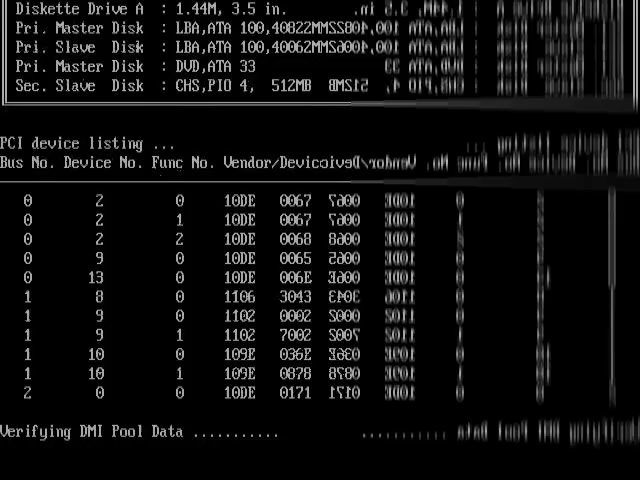 Diskette Drive A : 1.44M, 3.5 in.
Pri. Master Disk : LBA,ATA 100,40822M
Pri. Slave Disk : LBA,ATA 100,40062M
Pri. Master Disk : DVD,ATA 33
Sec. Slave Disk : CHS,PIO 4, 512MB
PCI device listing ...
Bus No. Device No. Func No. Vendor/Devic
0 2 0 10DE 0067
0 2 1 10DE 0067
0 2 2 10DE 0068
0 9 0 10DE 0065
0 13 0 10DE 006E
1 8 0 1106 3043
1 9 0 1102 0002
1 9 1 1102 7002
1 10 0 109E 036E
1 10 1 109E 0878
2 0 0 10DE 0171
Verifying DMI Pool Data ...........